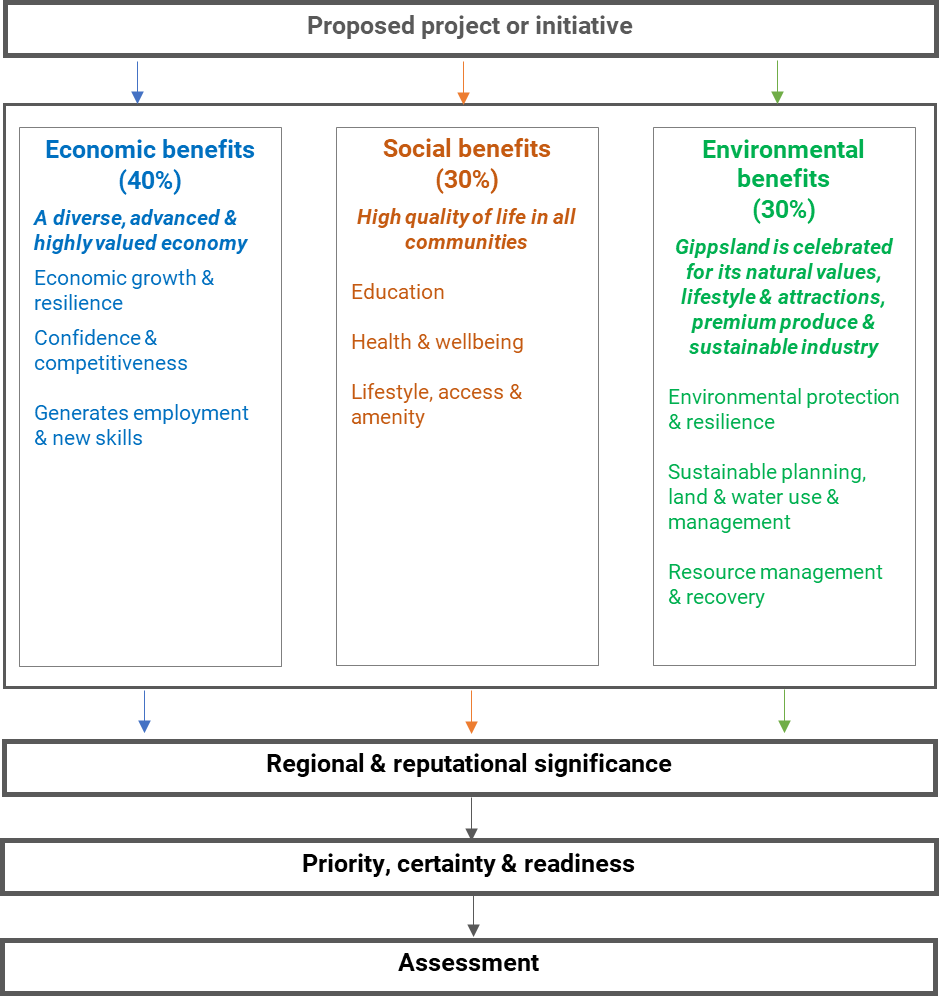 Proposed project or initiative
Economic benefits
(40%)
A diverse, advanced &
highly valued economy
Economic growth &
resilience
Confidence &
competitiveness
Generates employment
& new skills
Social benefits
(30%)
High quality of life in all
communities
Education
Health & wellbeing
Lifestyle, access &
amenity
Environmental
benefits
(30%)
Gippsland is celebrated
for its natural values,
lifestyle & attractions,
premium produce &
sustainable industry
Environmental protection
& resilience
Sustainable planning,
land & water use &
management
Resource management
& recovery
Regional & reputational significance
Priority, certainty & readiness
Assessment